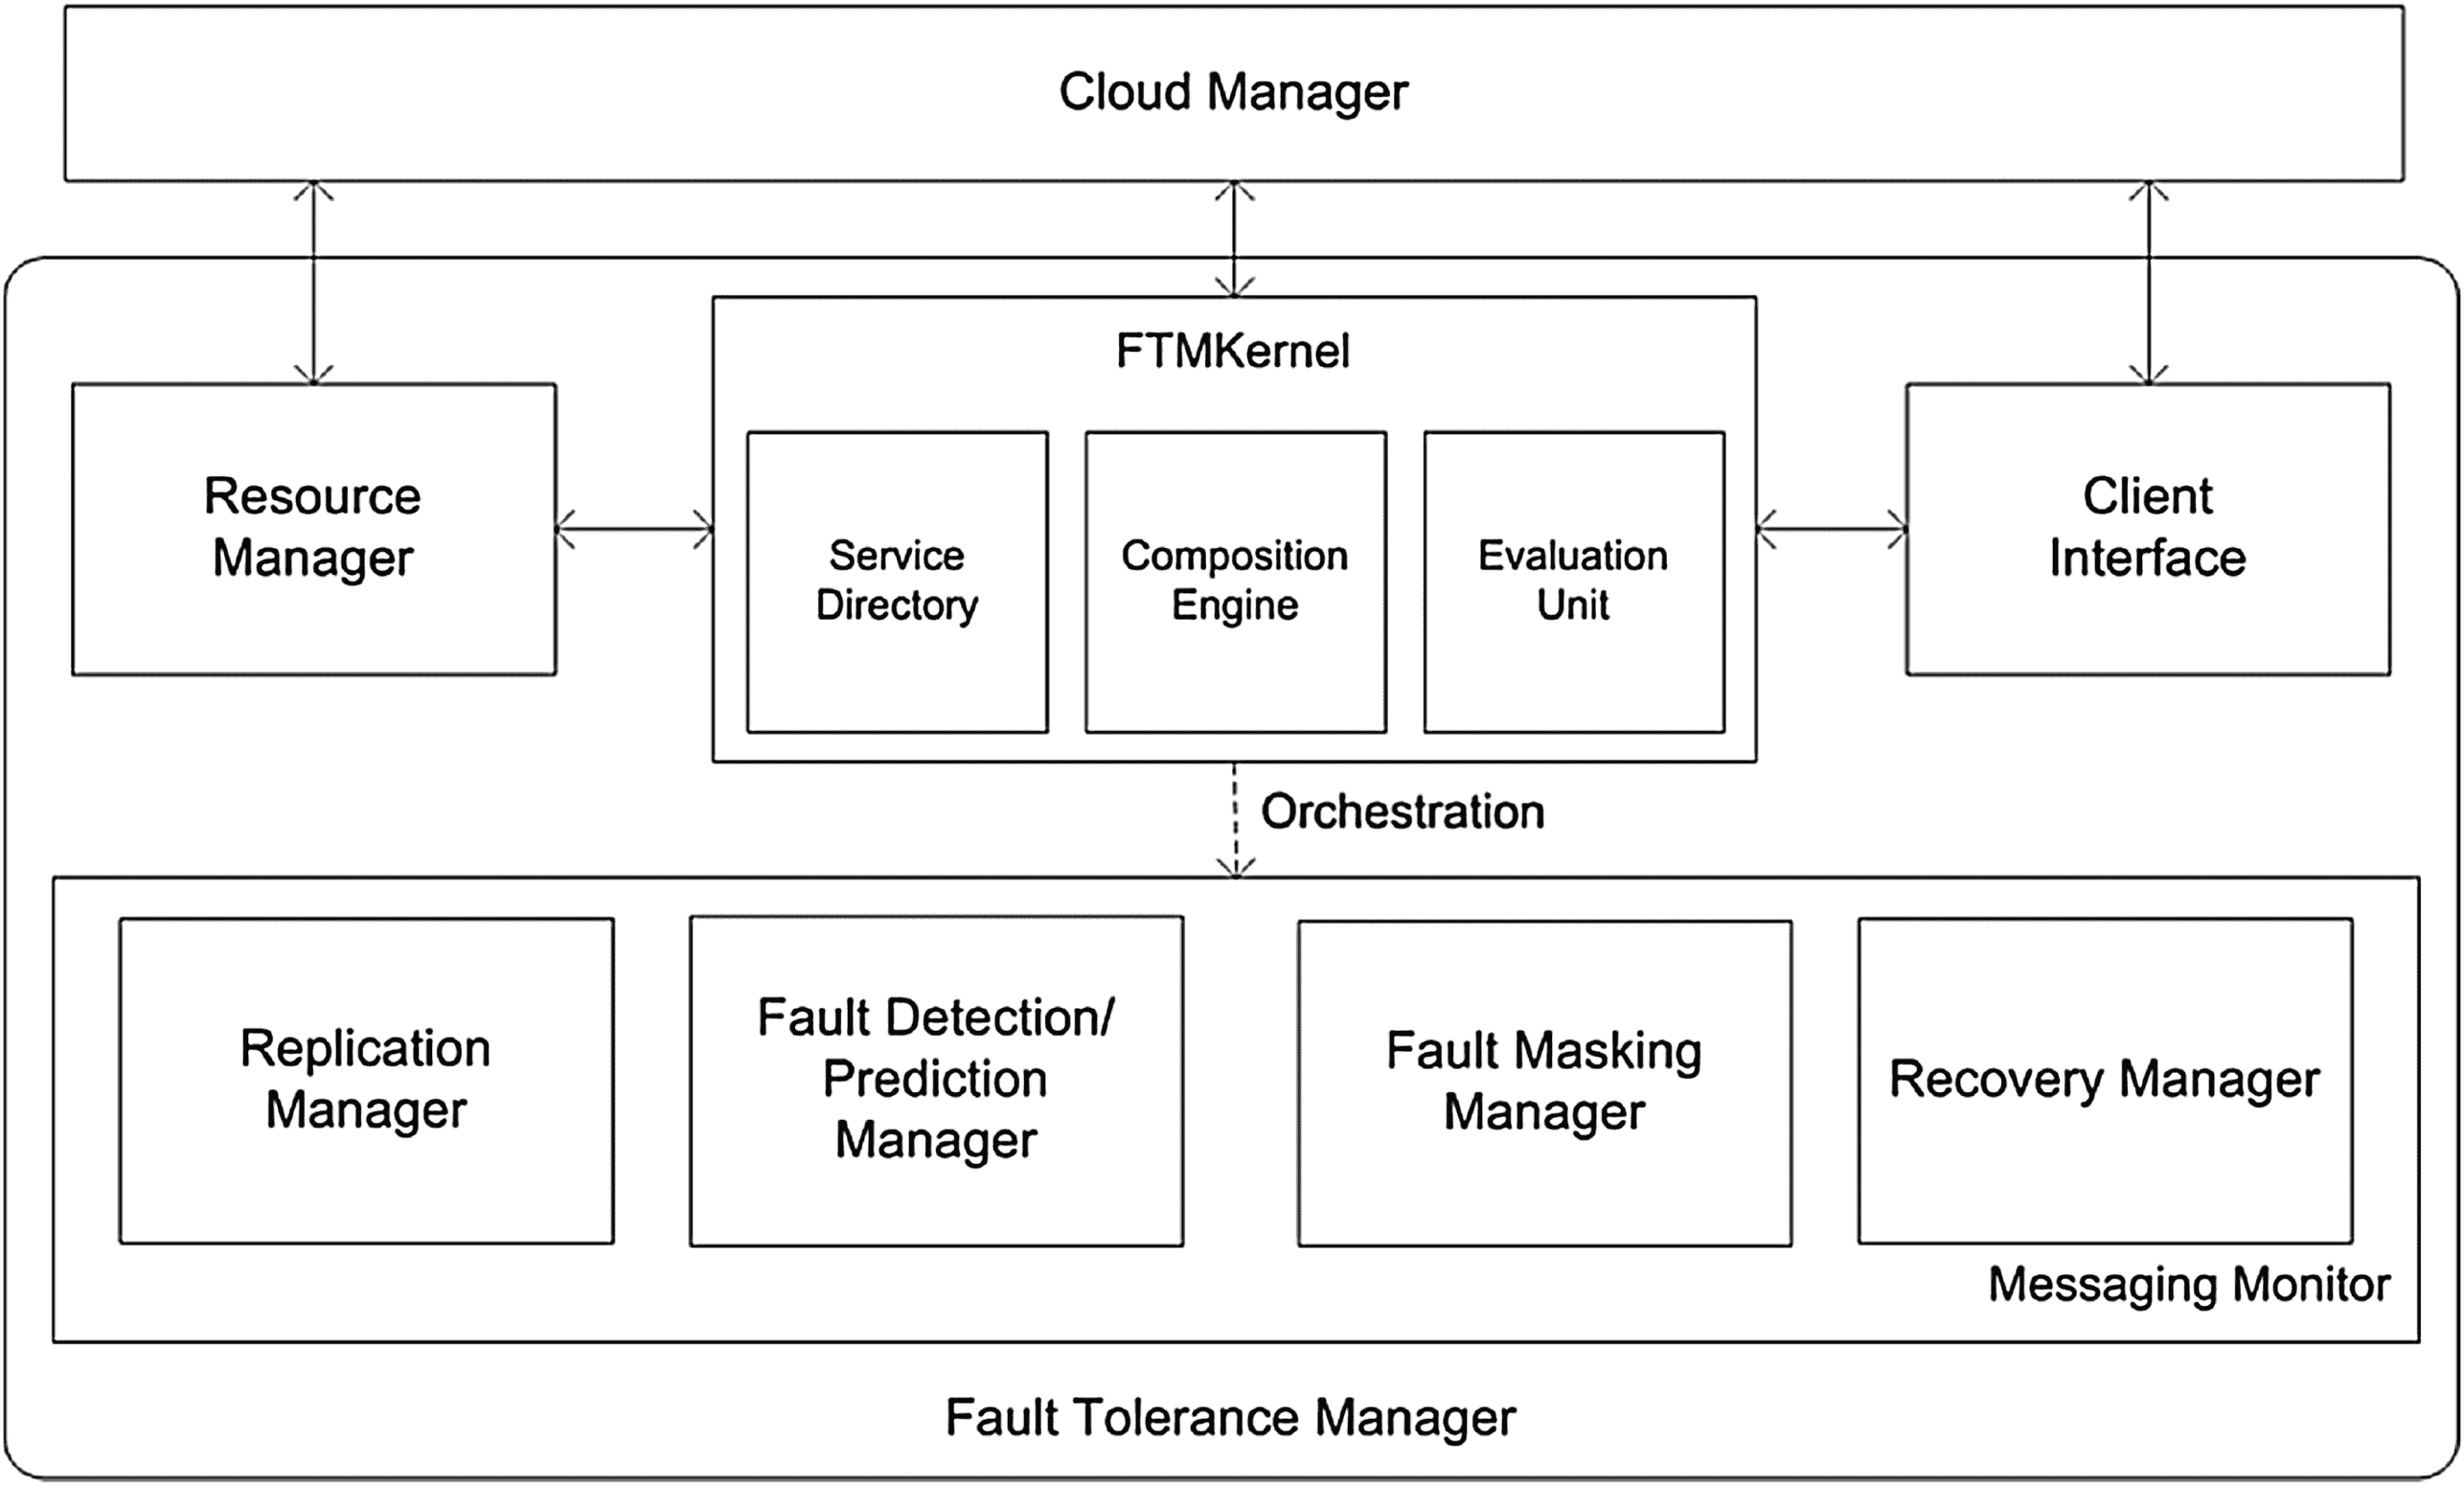 Cloud Manager
FTMKernel
Resource
Manager
Service
Directory
Composition
Engine
Evaluation
Unit
Client
Interface
Orchestration
Replication
Manager
Fault Detection/
Prediction
Manager
Fault Masking
Manager
Recovery Manager
Messaging Monitor
Fault Tolerance Manager